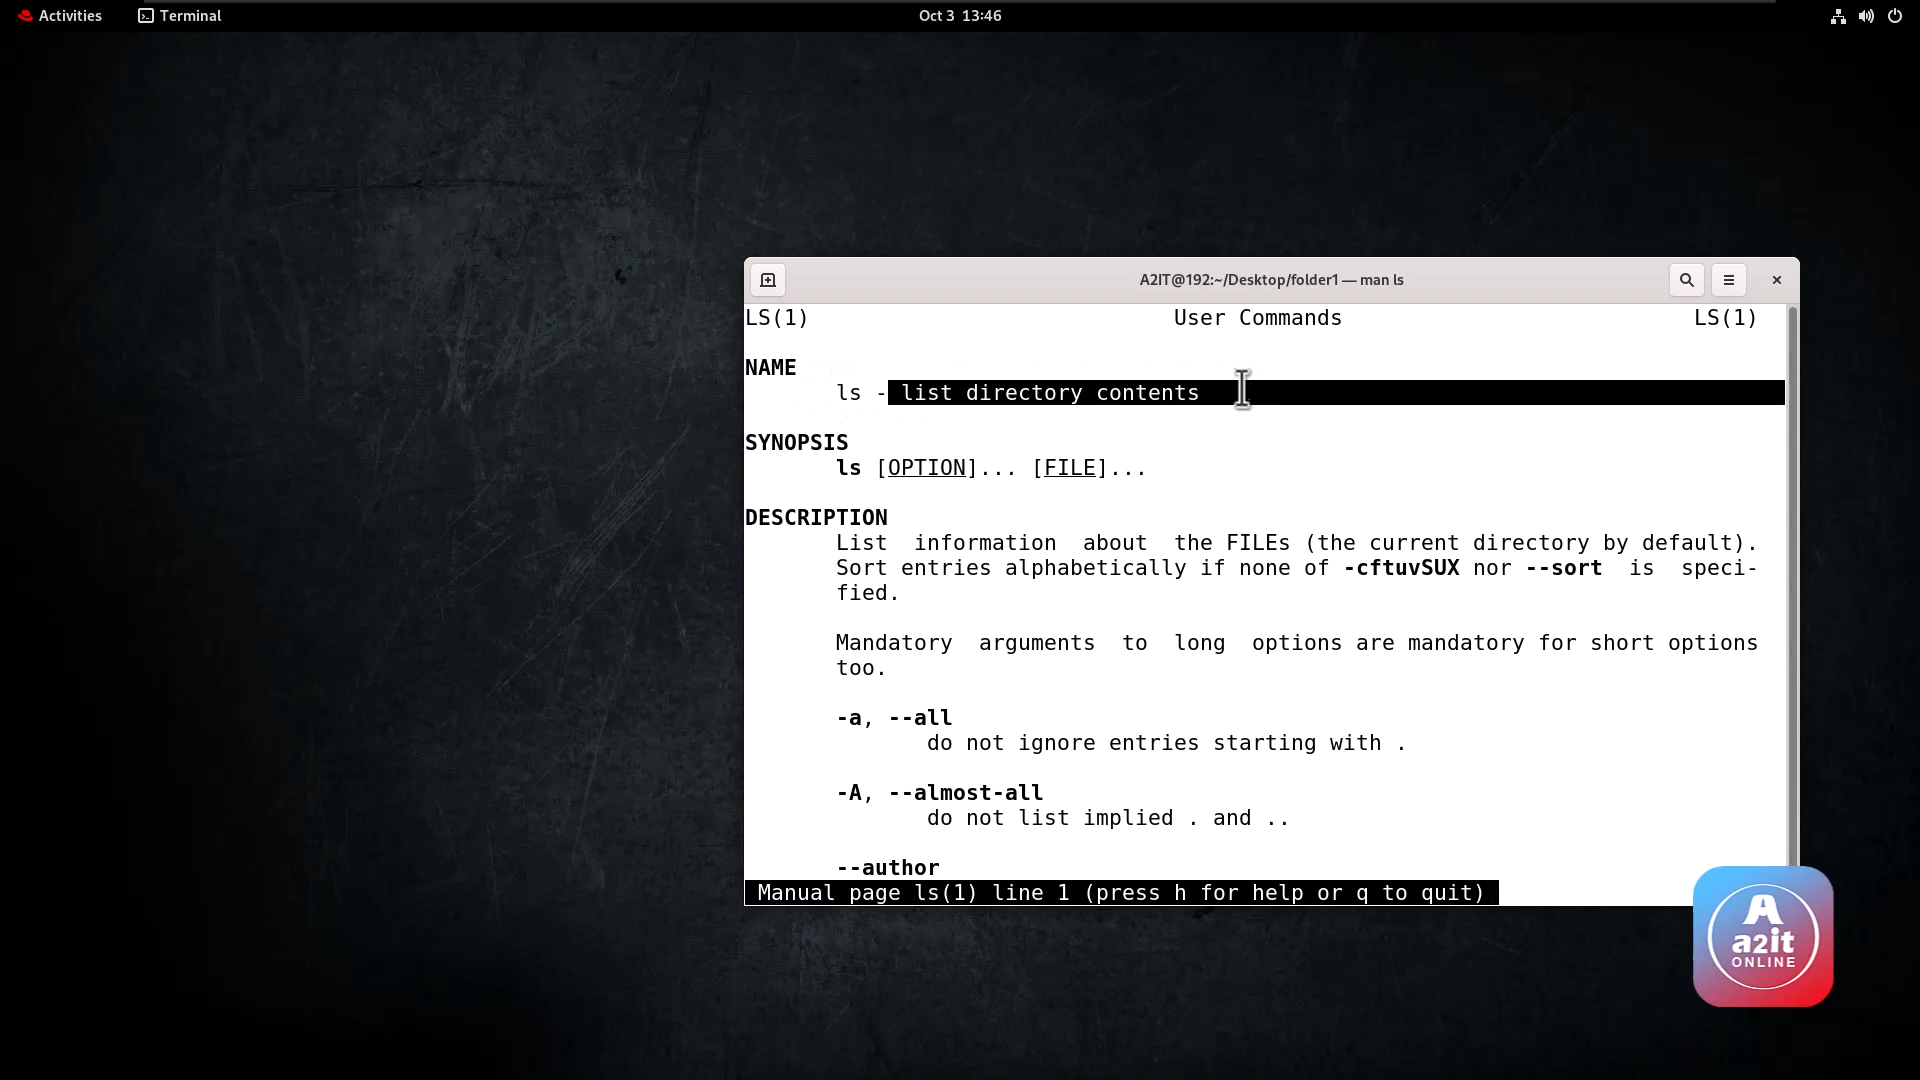 Activities Terminal Oct 3 13:46
A2IT@192:~/Desktop/folder1 — man ls
LS(1) User Commands LS(1)
NAME
ls - list directory contents
SYNOPSIS
ls [OPTION]... [FILE]...
DESCRIPTION
List information about the FILEs (the current directory by default).
Sort entries alphabetically if none of -cftuvSUX nor --sort is speci-
fied.
Mandatory arguments to long options are mandatory for short options
too.
-a, --all
do not ignore entries starting with .
-A, --almost-all
do not list implied . and ..
--author
Manual page ls(1) line 1 (press h for help or q to quit)
A
a2it
ONLINE